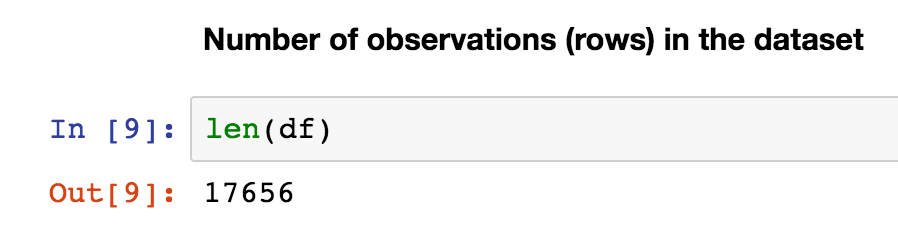 Number of observations (rows) in the dataset
In [9]: len(df)
Out[9]: 17656